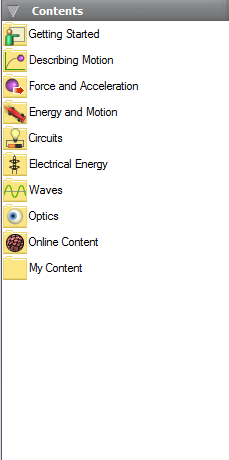 Contents
Getting Started
Describing Motion
Force and Acceleration
Energy and Motion
Circuits
Electrical Energy
Waves
Optics
Online Content
My Content